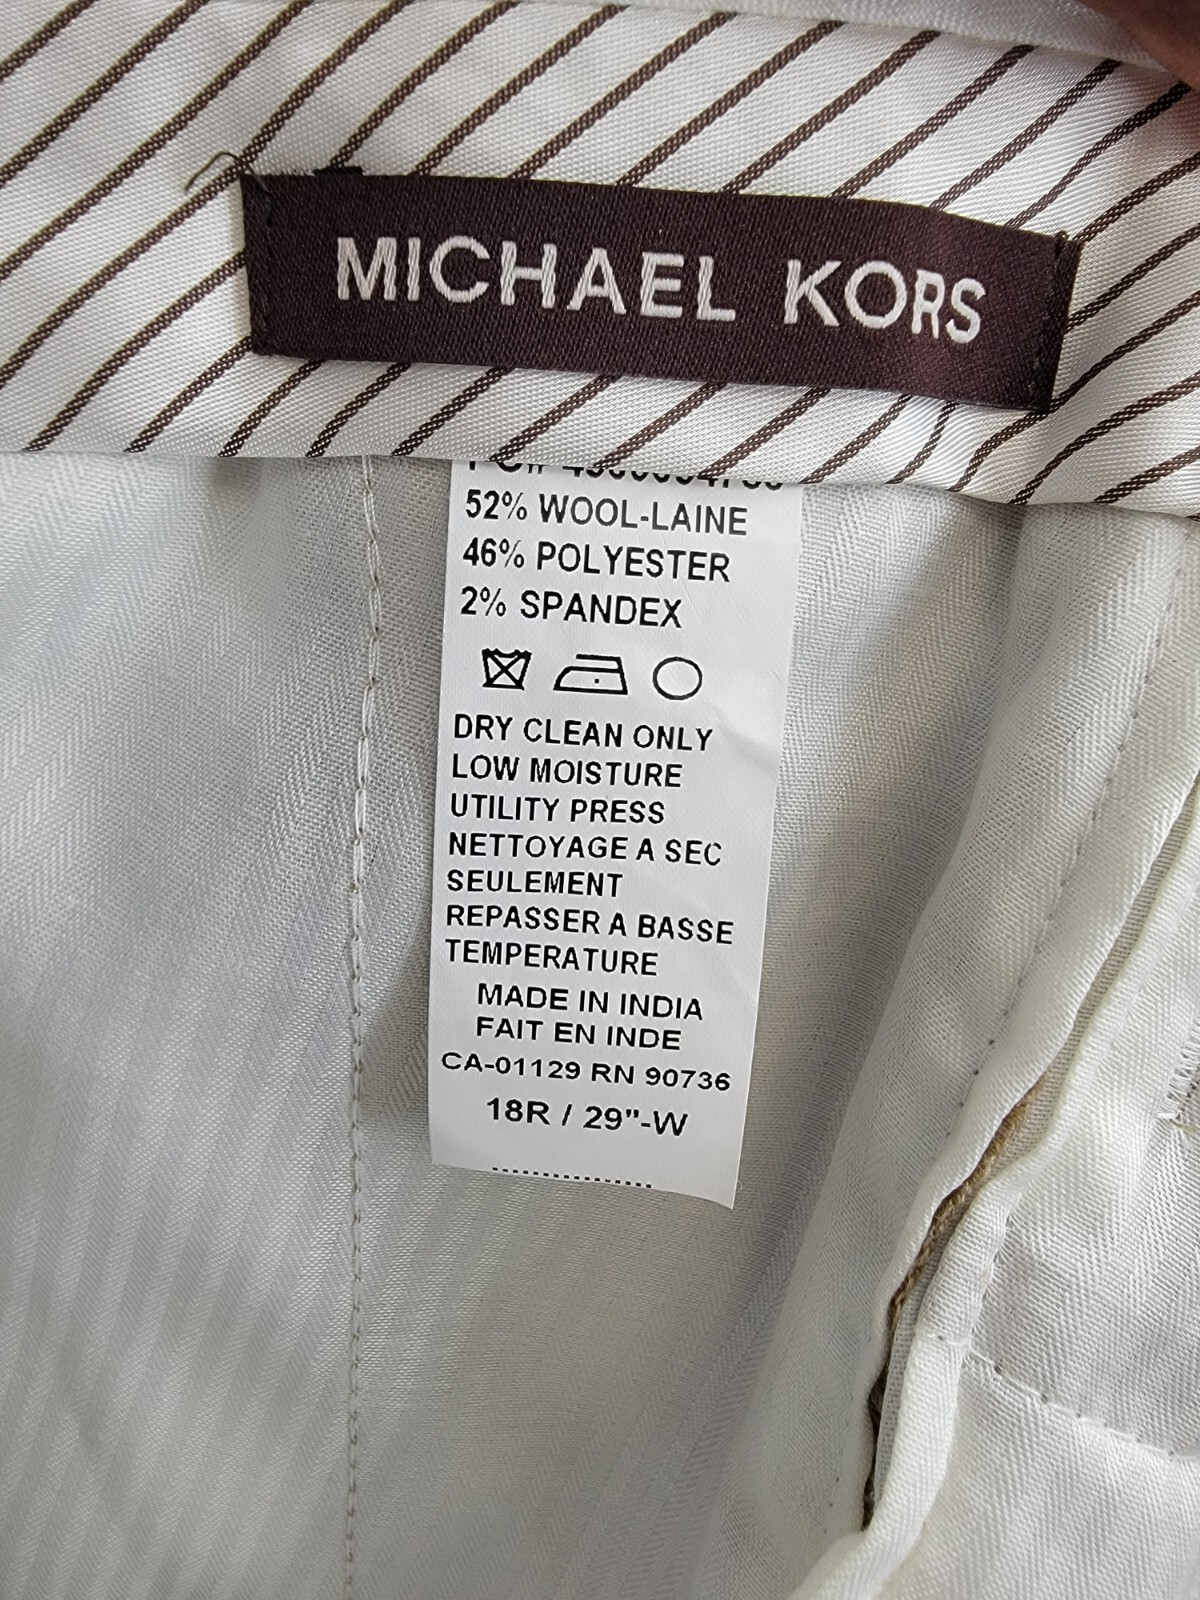 MICHAEL KORS
52% WOOL-LAINE
46% POLYESTER
2% SPANDEX
DRY CLEAN ONLY
LOW MOISTURE
UTILITY PRESS
NETTOYAGE A SEC
SEULEMENT
REPASSER A BASSE
TEMPERATURE
MADE IN INDIA
FAIT EN INDE
CA-01129 RN 90736
18R / 29"-W